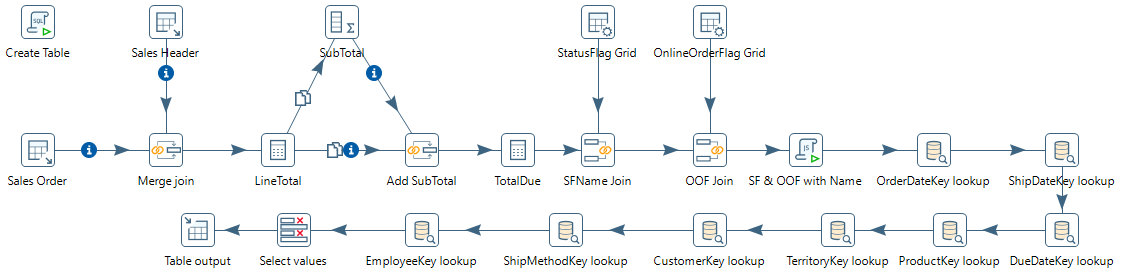 Create Table
Sales Header
SubTotal
StatusFlag Grid
OnlineOrderFlag Grid
Sales Order
Merge join
LineTotal
Add SubTotal
TotalDue
SFName Join
OOF Join
SF & OOF with Name
OrderDateKey lookup
ShipDateKey lookup
Table output
Select values
EmployeeKey lookup
ShipMethodKey lookup
CustomerKey lookup
TerritoryKey lookup
ProductKey lookup
DueDateKey lookup